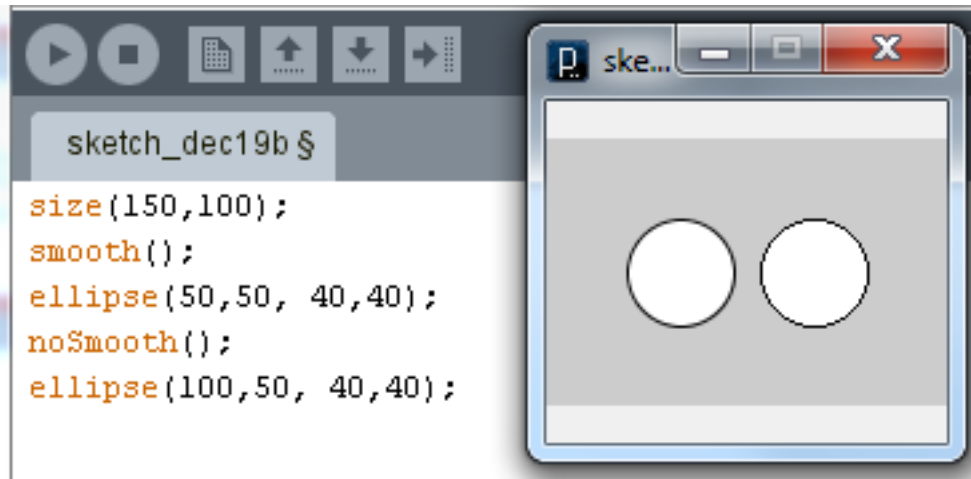 sketch_dec19b §
size(150,100);
smooth();
ellipse(50,50, 40,40);
noSmooth();
ellipse(100,50, 40,40);
P..
ske...